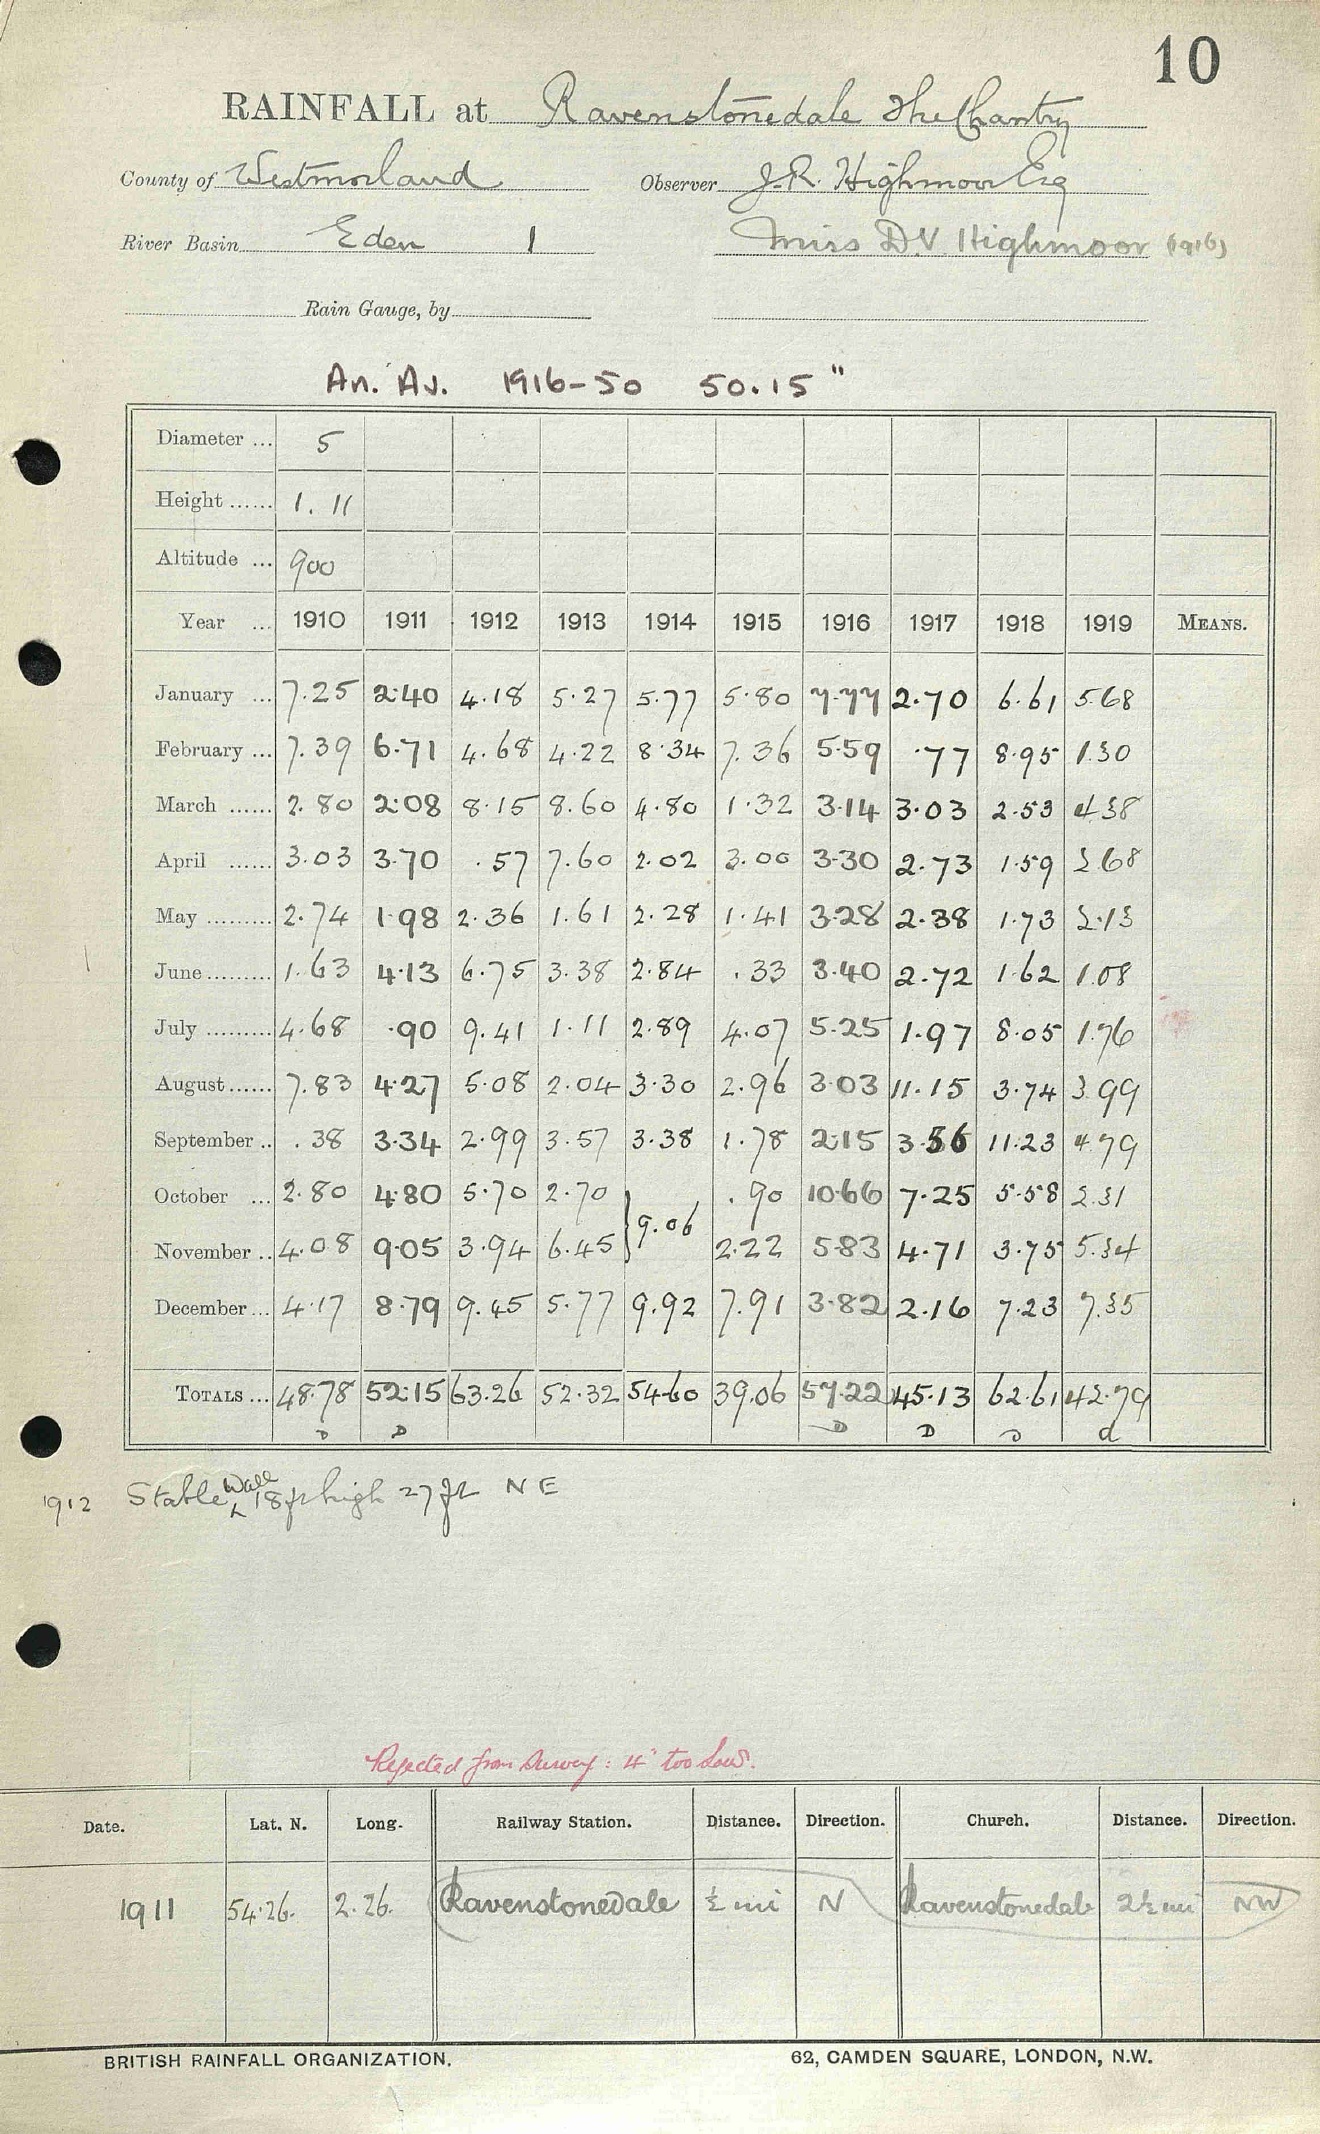 10
RAINFALL at Ravenstonedale The Chantry
County of Westmorland Observer J.R. Highmoor Esq
River Basin Eden 1 Miss D.V. Highmoor (1916)
Rain Gauge, by
An. Av. 1916-50 50.15"
Diameter ... 5
Height ...... 1. 11
Altitude ... 900
Year ... 1910 1911 1912 1913 1914 1915 1916 1917 1918 1919 MEANS.
January ... 7.25 2.40 4.18 5.27 5.77 5.80 7.77 2.70 6.61 5.68
February ... 7.39 6.71 4.68 4.22 8.34 7.36 5.59 .77 8.95 1.30
March ...... 2.80 2.08 8.15 8.60 4.80 1.32 3.14 3.03 2.53 4.38
April ...... 3.03 3.70 .57 7.60 2.02 3.00 3.30 2.73 1.59 2.68
May ......... 2.74 1.98 2.36 1.61 2.28 1.41 3.28 2.38 1.73 2.13
June ......... 1.63 4.13 6.75 3.38 2.84 .33 3.40 2.72 1.62 1.08
July ......... 4.68 .90 9.41 1.11 2.89 4.07 5.25 1.97 8.05 1.76
August ...... 7.83 4.27 5.08 2.04 3.30 2.96 3.03 11.15 3.74 3.99
September .. .38 3.34 2.99 3.57 3.38 1.78 2.15 3.56 11.23 4.79
October ... 2.80 4.80 5.70 2.70 } 9.06 .90 10.66 7.25 5.58 2.31
November .. 4.08 9.05 3.94 6.45 2.22 5.83 4.71 3.75 5.34
December ... 4.17 8.79 9.45 5.77 9.92 7.91 3.82 2.16 7.23 7.35
TOTALS ... 48.78 52.15 63.26 52.32 54.60 39.06 57.22 45.13 62.61 42.79
D D D D D d
1912 Stable Wall 18ft high 27ft NE
Rejected from Survey: 4" too low.
Date. Lat. N. Long. Railway Station. Distance. Direction. Church. Distance. Direction.
1911 54.26. 2.26. Ravenstonedale ½ mi N Ravenstonedale 2½ mi NW
BRITISH RAINFALL ORGANIZATION. 62, CAMDEN SQUARE, LONDON, N.W.